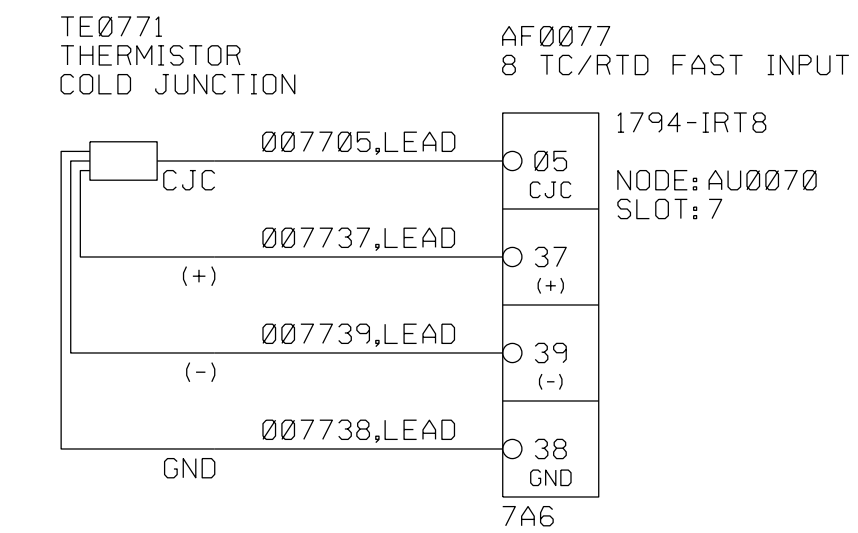 TE0771
THERMISTOR
COLD JUNCTION
AF0077
8 TC/RTD FAST INPUT
1794-IRT8
NODE:AU0070
SLOT:7
007705,LEAD
CJC
05
CJC
007737,LEAD
(+)
37
(+)
007739,LEAD
(-)
39
(-)
007738,LEAD
GND
38
GND
7A6